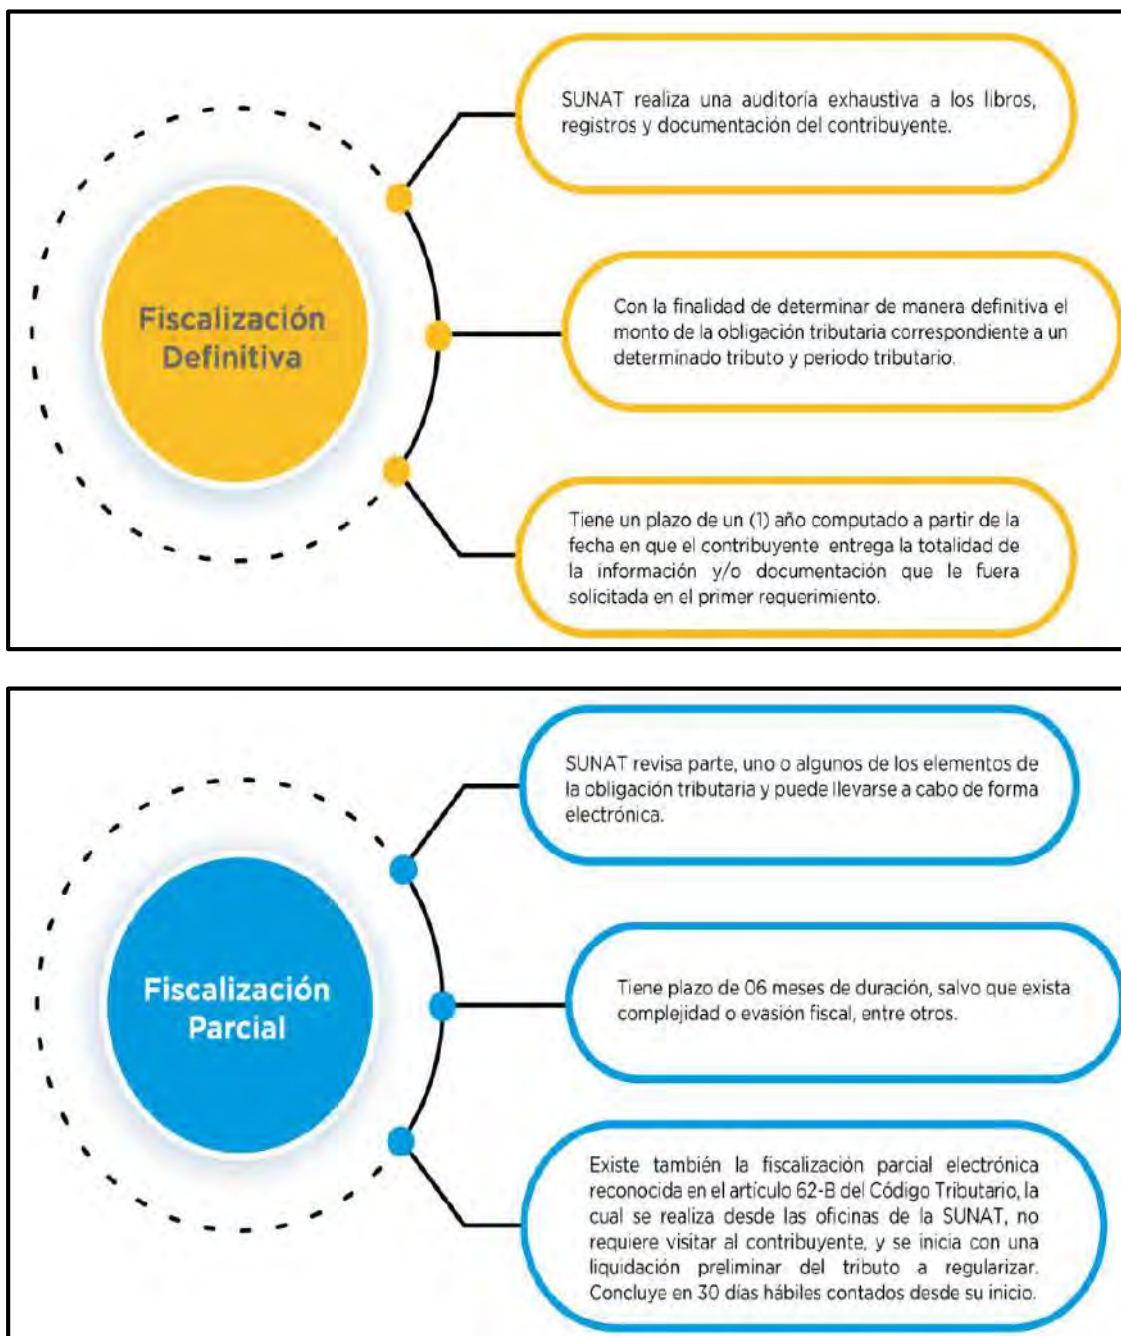 SUNAT realiza una auditoría exhaustiva a los libros,
registros y documentación del contribuyente.
Fiscalización
Definitiva
Con la finalidad de determinar de manera definitiva el
monto de la obligación tributaria correspondiente a un
determinado tributo y periodo tributario.
Tiene un plazo de un (1) año computado a partir de la
fecha en que el contribuyente entrega la totalidad de
la información y/o documentación que le fuera
solicitada en el primer requerimiento.
SUNAT revisa parte, uno o algunos de los elementos de
la obligación tributaria y puede llevarse a cabo de forma
electrónica.
Fiscalización
Parcial
Tiene plazo de 06 meses de duración, salvo que exista
complejidad o evasión fiscal, entre otros.
Existe también la fiscalización parcial electrónica
reconocida en el artículo 62-B del Código Tributario, la
cual se realiza desde las oficinas de la SUNAT, no
requiere visitar al contribuyente, y se inicia con una
liquidación preliminar del tributo a regularizar.
Concluye en 30 días hábiles contados desde su inicio.